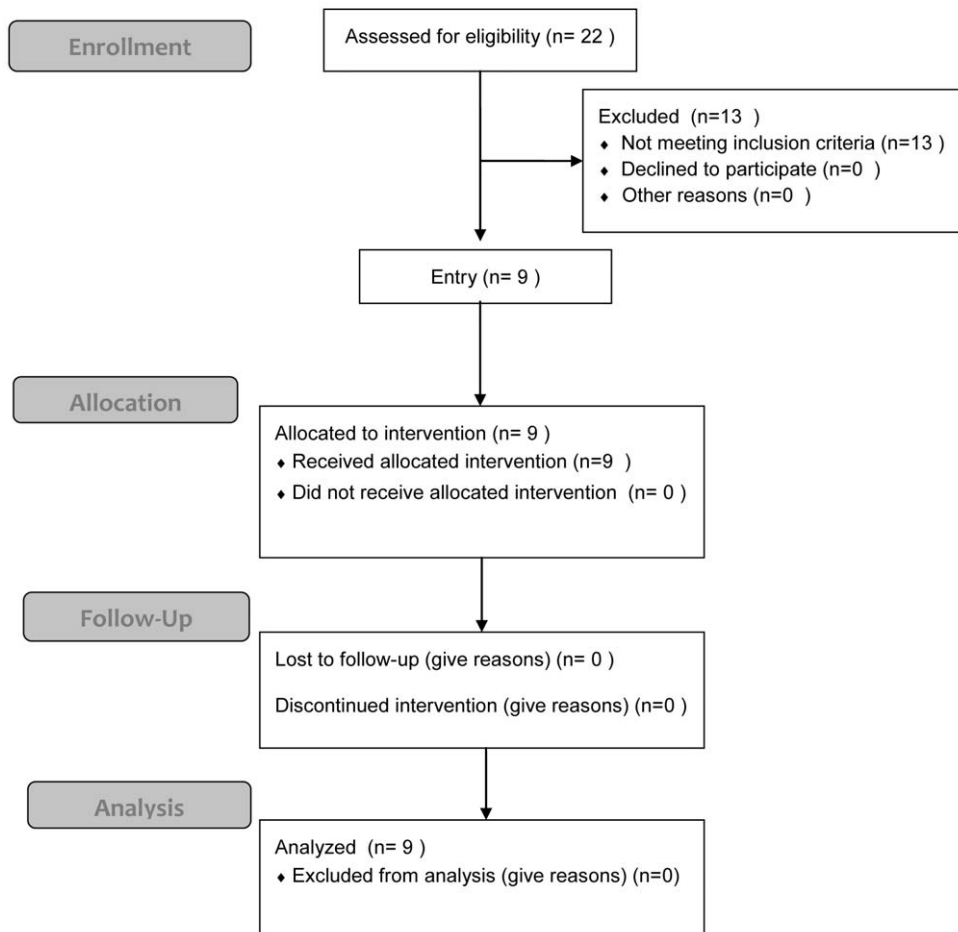 Enrollment
Assessed for eligibility (n= 22 )
Excluded (n=13 )
♦ Not meeting inclusion criteria (n=13 )
♦ Declined to participate (n=0 )
♦ Other reasons (n=0 )
Entry (n= 9 )
Allocation
Allocated to intervention (n= 9 )
♦ Received allocated intervention (n=9 )
♦ Did not receive allocated intervention (n= 0 )
Follow-Up
Lost to follow-up (give reasons) (n= 0 )
Discontinued intervention (give reasons) (n=0 )
Analysis
Analyzed (n= 9 )
♦ Excluded from analysis (give reasons) (n=0)